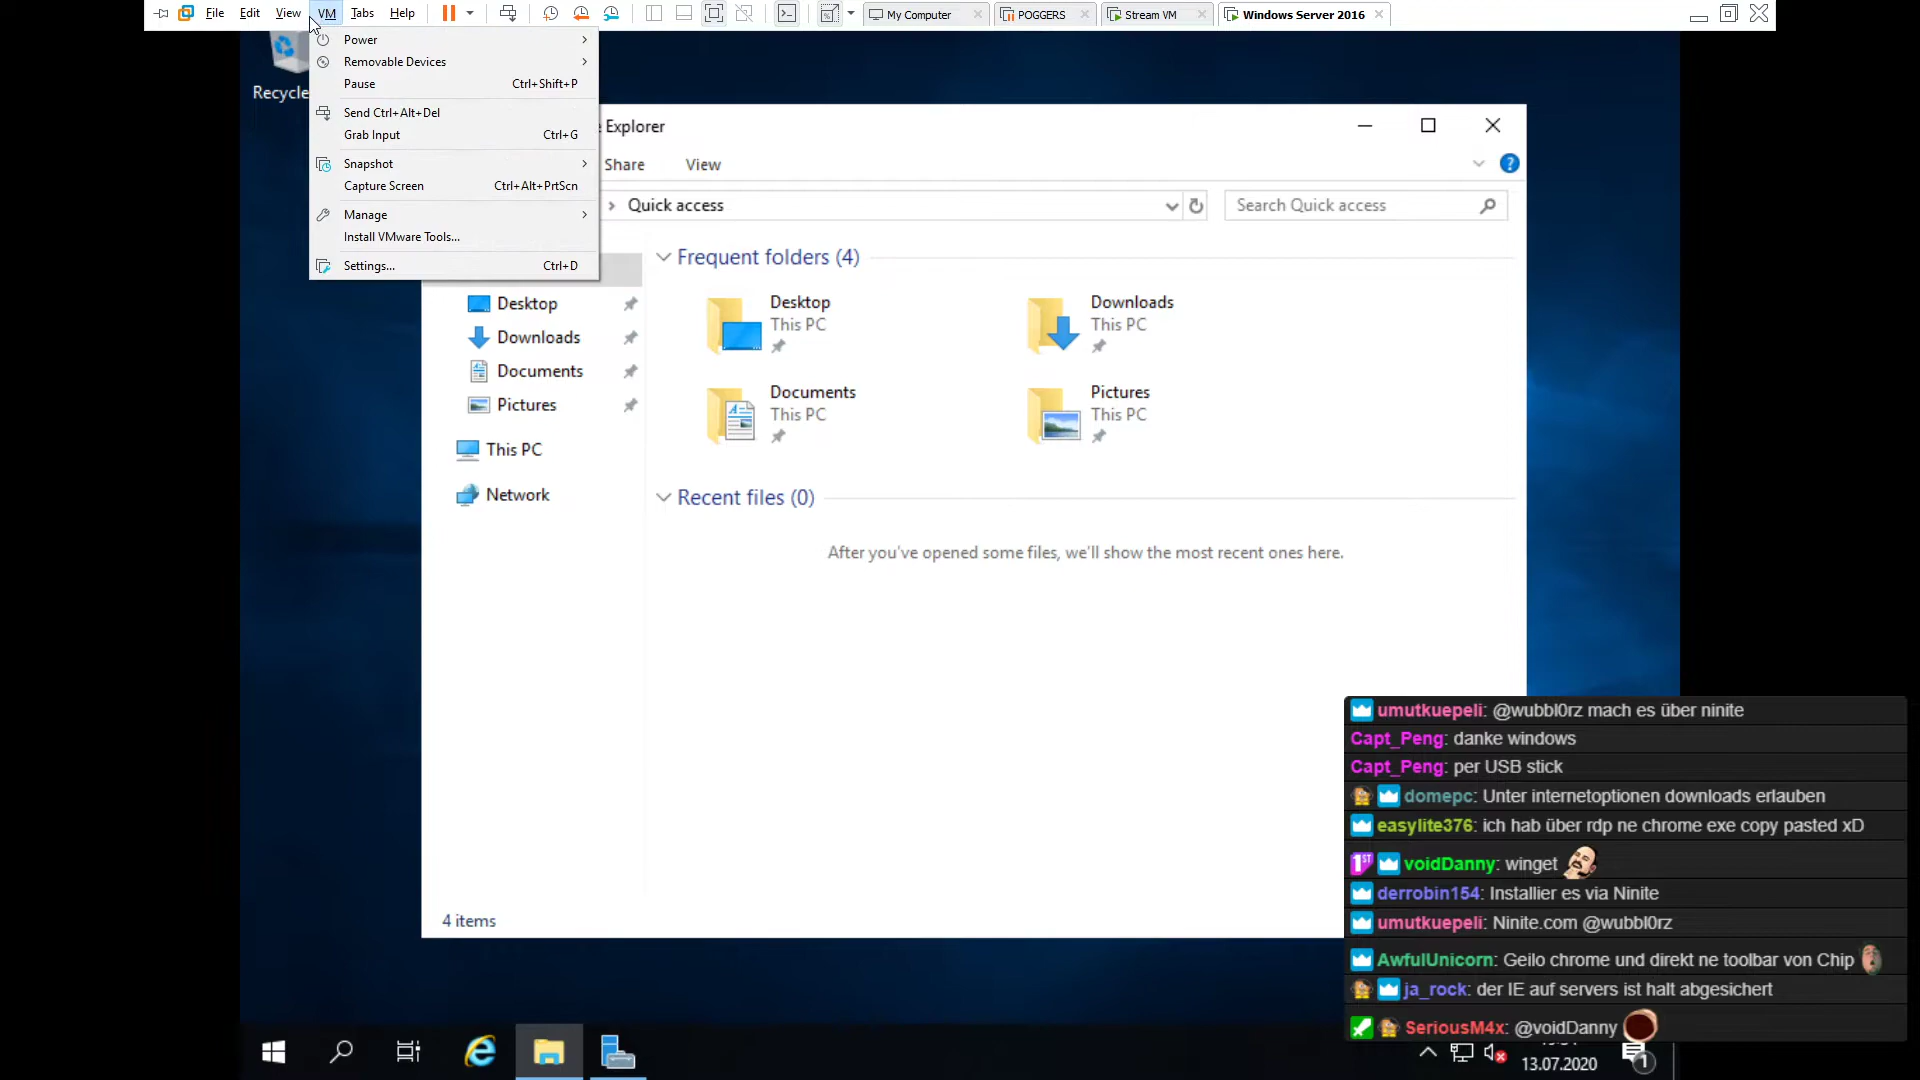 File Edit View VM Tabs Help My Computer POGGERS Stream VM Windows Server 2016
Recycle
Power
Removable Devices
Pause Ctrl+Shift+P
Send Ctrl+Alt+Del
Grab Input Ctrl+G
Snapshot
Capture Screen Ctrl+Alt+PrtScn
Manage
Install VMware Tools...
Settings... Ctrl+D
Explorer
Share View
Quick access
Search Quick access
Desktop
Downloads
Documents
Pictures
This PC
Network
Frequent folders (4)
Desktop
This PC
Downloads
This PC
Documents
This PC
Pictures
This PC
Recent files (0)
After you've opened some files, we'll show the most recent ones here.
4 items
umutkuepeli: @wubbl0rz mach es über ninite
Capt_Peng: danke windows
Capt_Peng: per USB stick
domepc: Unter internetoptionen downloads erlauben
easylite376: ich hab über rdp ne chrome exe copy pasted xD
1ST voidDanny: winget
derrobin154: Installier es via Ninite
umutkuepeli: Ninite.com @wubbl0rz
AwfulUnicorn: Geilo chrome und direkt ne toolbar von Chip
ja_rock: der IE auf servers ist halt abgesichert
SeriousM4x: @voidDanny
13.07.2020
1